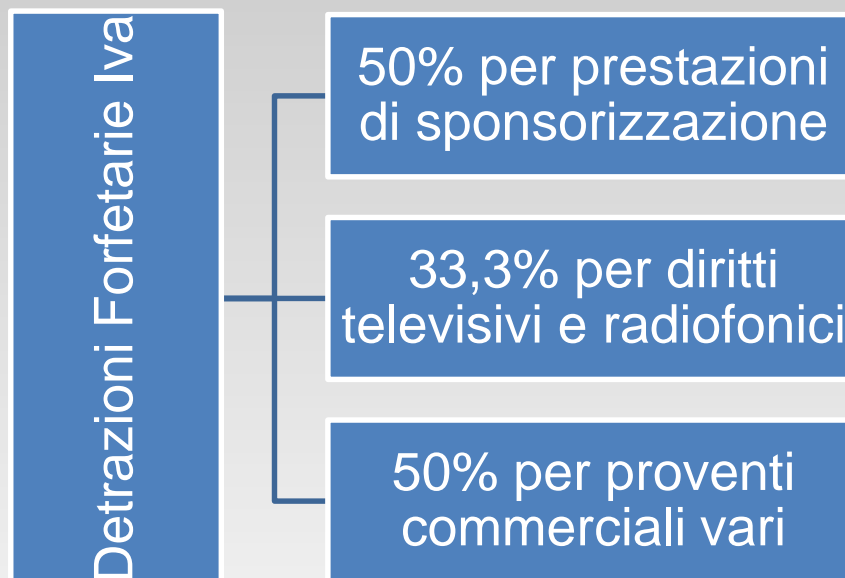 Detrazioni Forfetarie Iva
50% per prestazioni
di sponsorizzazione
33,3% per diritti
televisivi e radiofonici
50% per proventi
commerciali vari